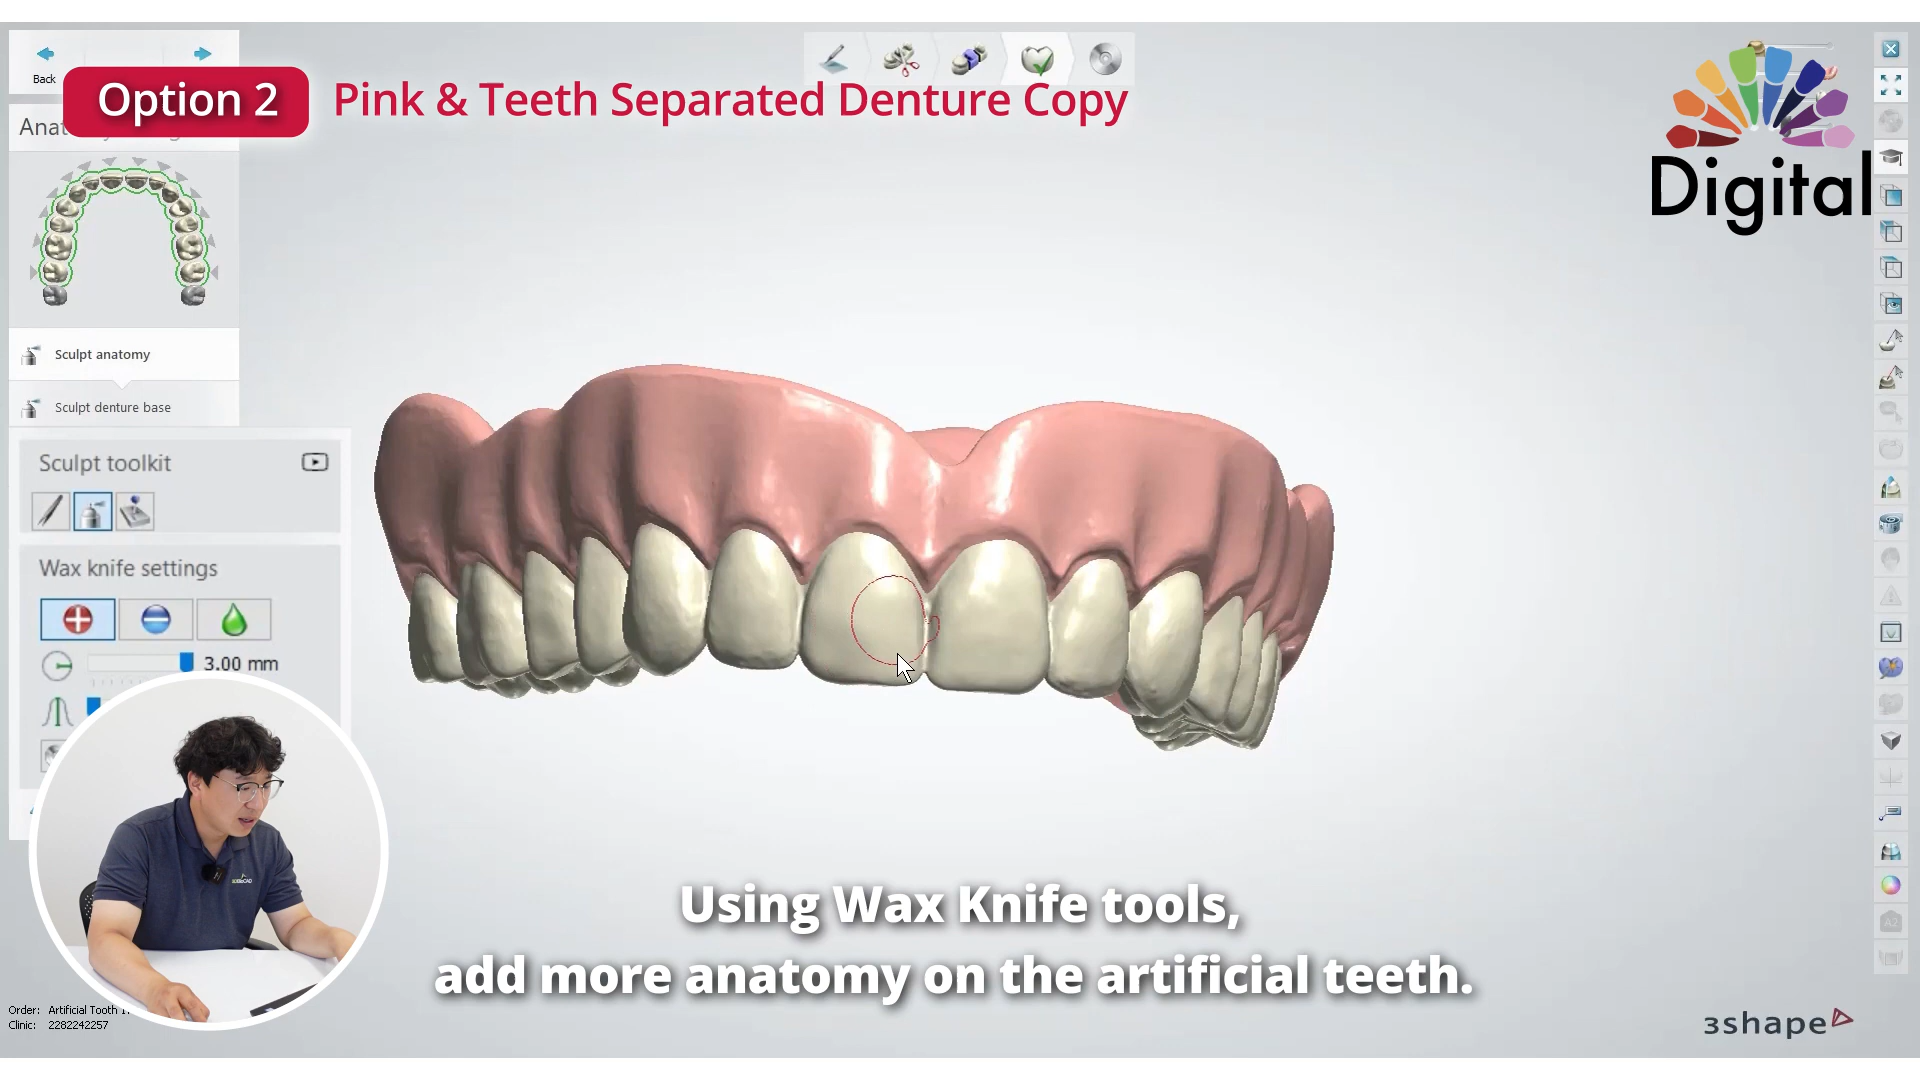 Back
Option 2
Pink & Teeth Separated Denture Copy
Digital
Sculpt anatomy
Sculpt denture base
Sculpt toolkit
Wax knife settings
3.00 mm
Using Wax Knife tools,
add more anatomy on the artificial teeth.
Order: Artificial Tooth
Clinic: 2282242257
3shape